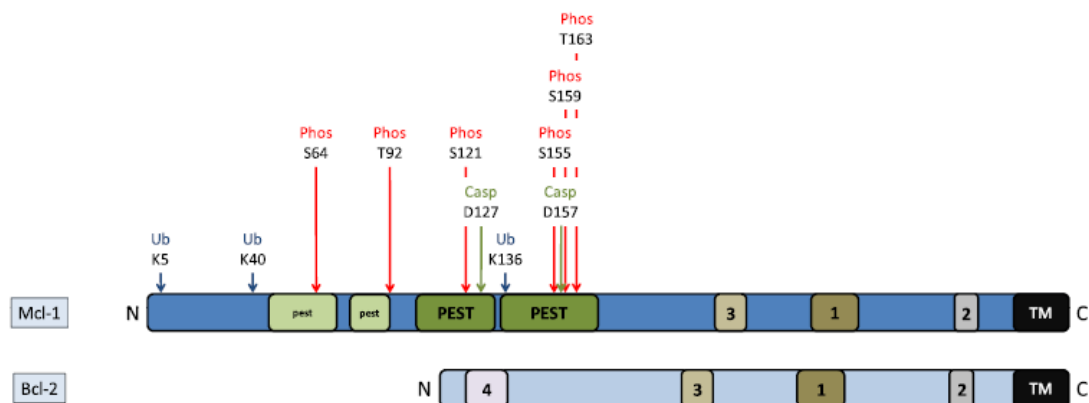 Phos
T163
Phos
S159
Phos Phos Phos Phos
S64 T92 S121 S155
Casp Casp
D127 D157
Ub Ub Ub
K5 K40 K136
Mcl-1 N pest pest PEST PEST 3 1 2 TM C
Bcl-2 N 4 3 1 2 TM C